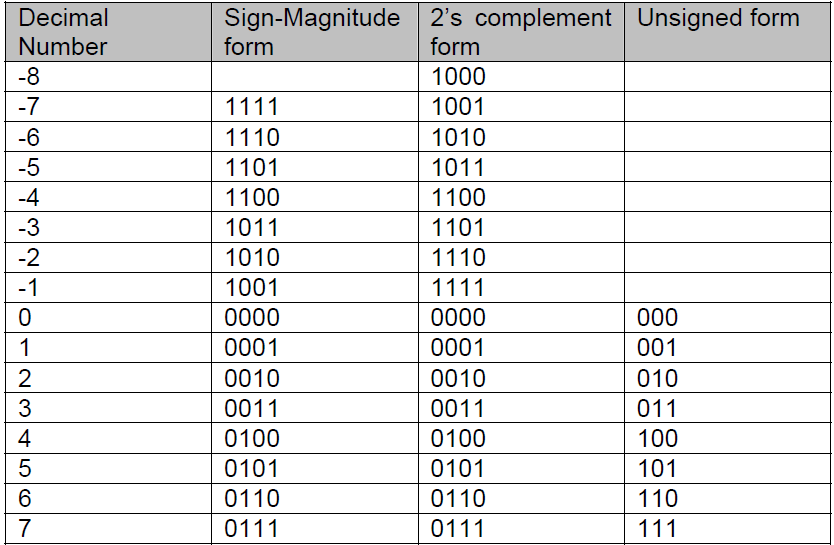 Decimal Number Sign-Magnitude form 2's complement form Unsigned form
-8 1000
-7 1111 1001
-6 1110 1010
-5 1101 1011
-4 1100 1100
-3 1011 1101
-2 1010 1110
-1 1001 1111
0 0000 0000 000
1 0001 0001 001
2 0010 0010 010
3 0011 0011 011
4 0100 0100 100
5 0101 0101 101
6 0110 0110 110
7 0111 0111 111